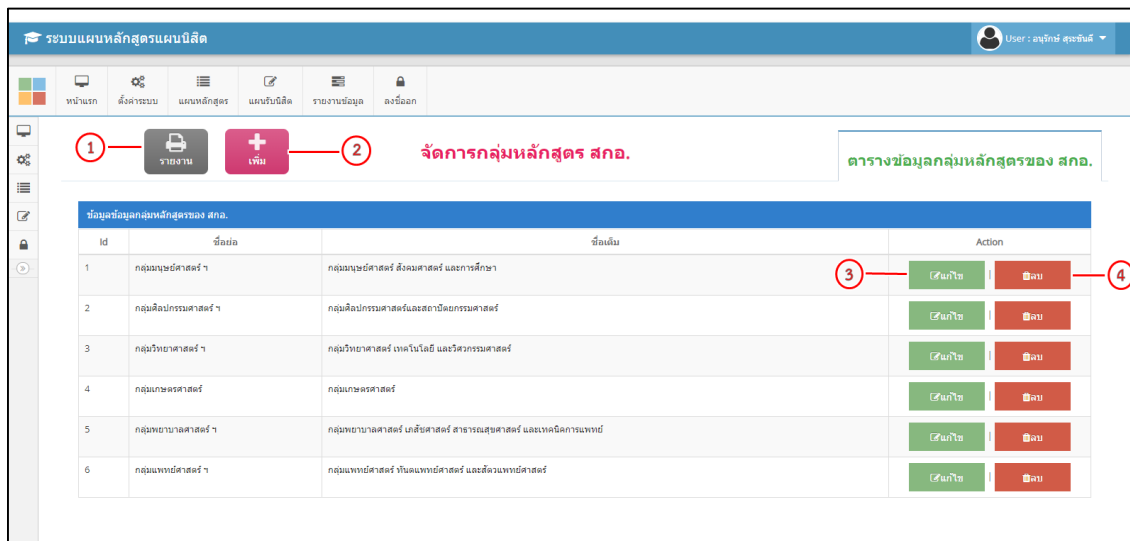 ระบบแผนหลักสูตรแผนนิสิต
User : อนุรักษ์ สุระขันตี
หน้าแรก ตั้งค่าระบบ แผนหลักสูตร แผนรับนิสิต รายงานข้อมูล ลงชื่ออก
1 รายงาน เพิ่ม 2 จัดการกลุ่มหลักสูตร สกอ. ตารางข้อมูลกลุ่มหลักสูตรของ สกอ.
ข้อมูลข้อมูลกลุ่มหลักสูตรของ สกอ.
Id ชื่อย่อ ชื่อเต็ม Action
1 กลุ่มมนุษย์ศาสตร์ ฯ กลุ่มมนุษย์ศาสตร์ สังคมศาสตร์ และการศึกษา 3 แก้ไข | ลบ 4
2 กลุ่มศิลปกรรมศาสตร์ ฯ กลุ่มศิลปกรรมศาสตร์และสถาปัตยกรรมศาสตร์ แก้ไข | ลบ
3 กลุ่มวิทยาศาสตร์ ฯ กลุ่มวิทยาศาสตร์ เทคโนโลยี และวิศวกรรมศาสตร์ แก้ไข | ลบ
4 กลุ่มเกษตรศาสตร์ กลุ่มเกษตรศาสตร์ แก้ไข | ลบ
5 กลุ่มพยาบาลศาสตร์ ฯ กลุ่มพยาบาลศาสตร์ เภสัชศาสตร์ สาธารณสุขศาสตร์ และเทคนิคการแพทย์ แก้ไข | ลบ
6 กลุ่มแพทย์ศาสตร์ ฯ กลุ่มแพทย์ศาสตร์ ทันตแพทย์ศาสตร์ และสัตวแพทย์ศาสตร์ แก้ไข | ลบ